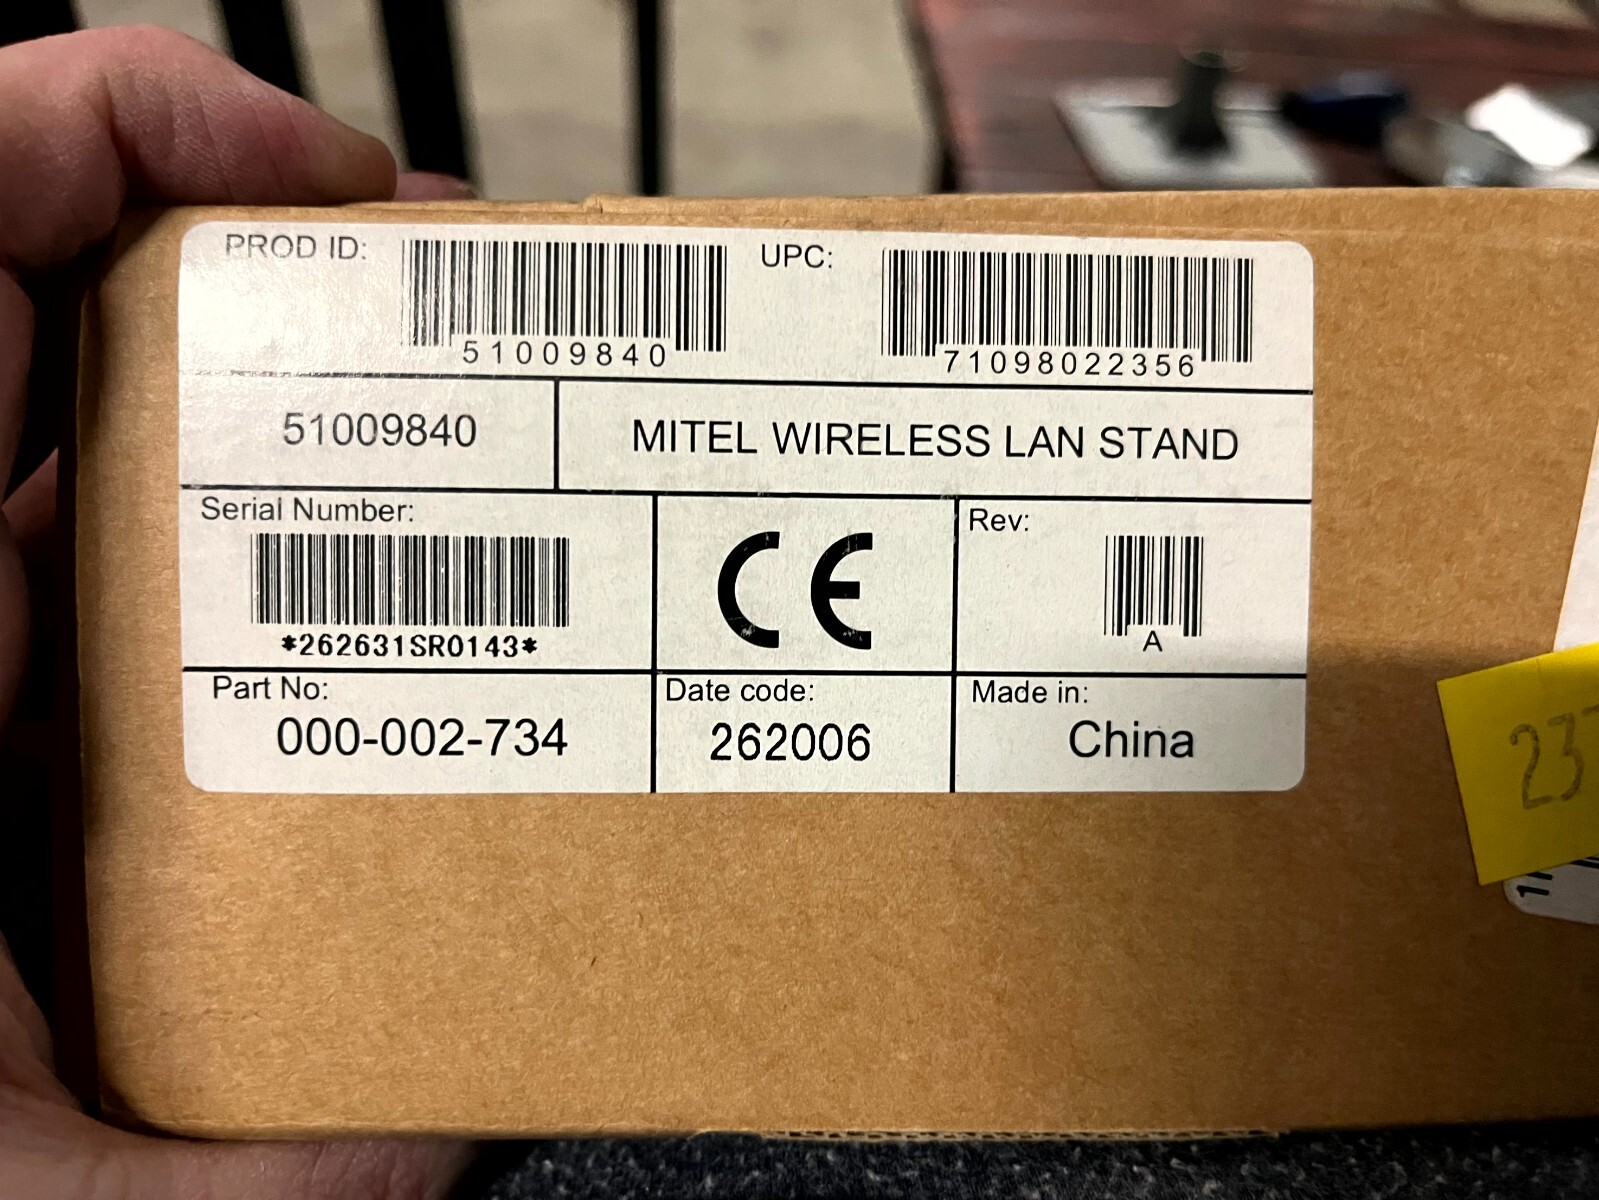 PROD ID:
51009840
UPC:
71098022356
51009840
MITEL WIRELESS LAN STAND
Serial Number:
*262631SR0143*
CE
Rev:
A
Part No:
000-002-734
Date code:
262006
Made in:
China